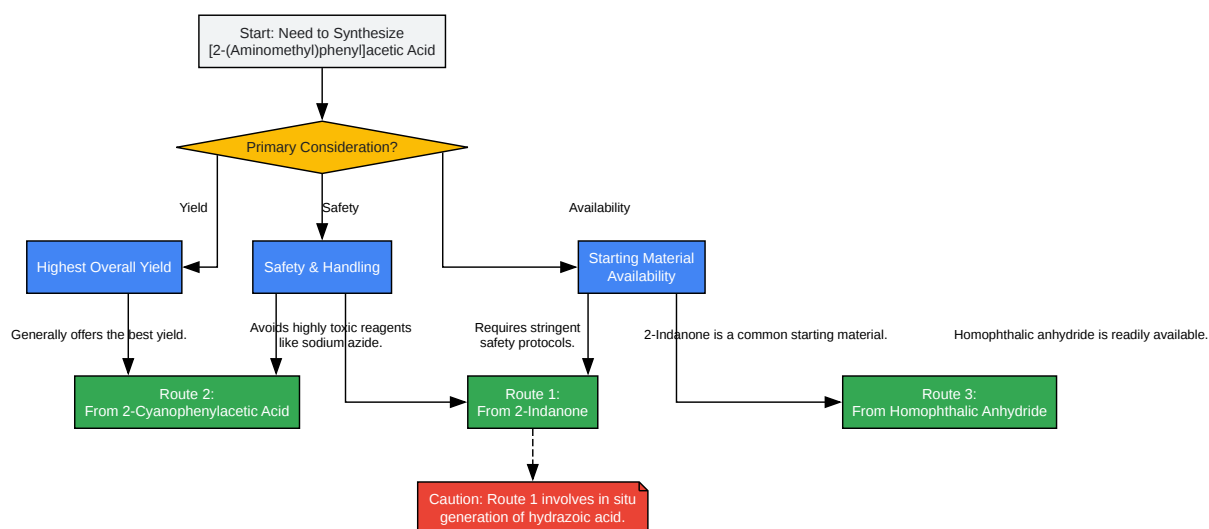 Start: Need to Synthesize
[2-(Aminomethyl)phenyl]acetic Acid
Primary Consideration?
Yield
Safety
Availability
Highest Overall Yield
Safety & Handling
Starting Material
Availability
Generally offers the best yield.
Avoids highly toxic reagents
like sodium azide.
Requires stringent
safety protocols.
2-Indanone is a common starting material.
Homophthalic anhydride is readily available.
Route 2:
From 2-Cyanophenylacetic Acid
Route 1:
From 2-Indanone
Route 3:
From Homophthalic Anhydride
Caution: Route 1 involves in situ
generation of hydrazoic acid.